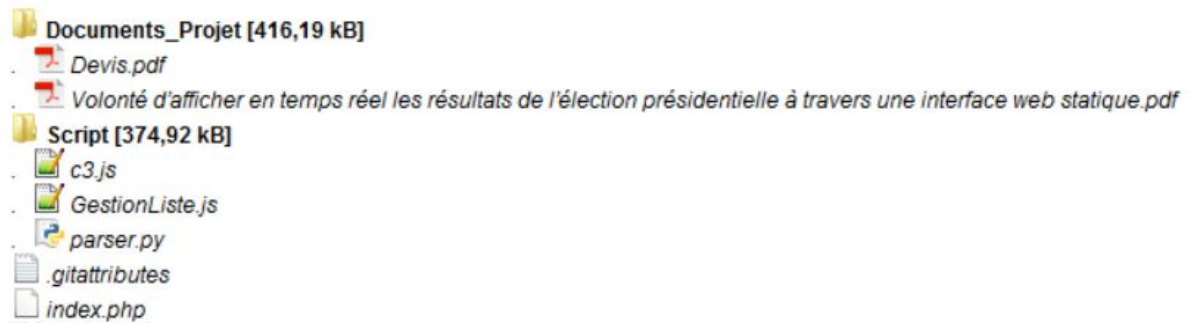 Documents_Projet [416,19 kB]
. Devis.pdf
. Volonté d'afficher en temps réel les résultats de l'élection présidentielle à travers une interface web statique.pdf
Script [374,92 kB]
. c3.js
. GestionListe.js
. parser.py
.gitattributes
index.php